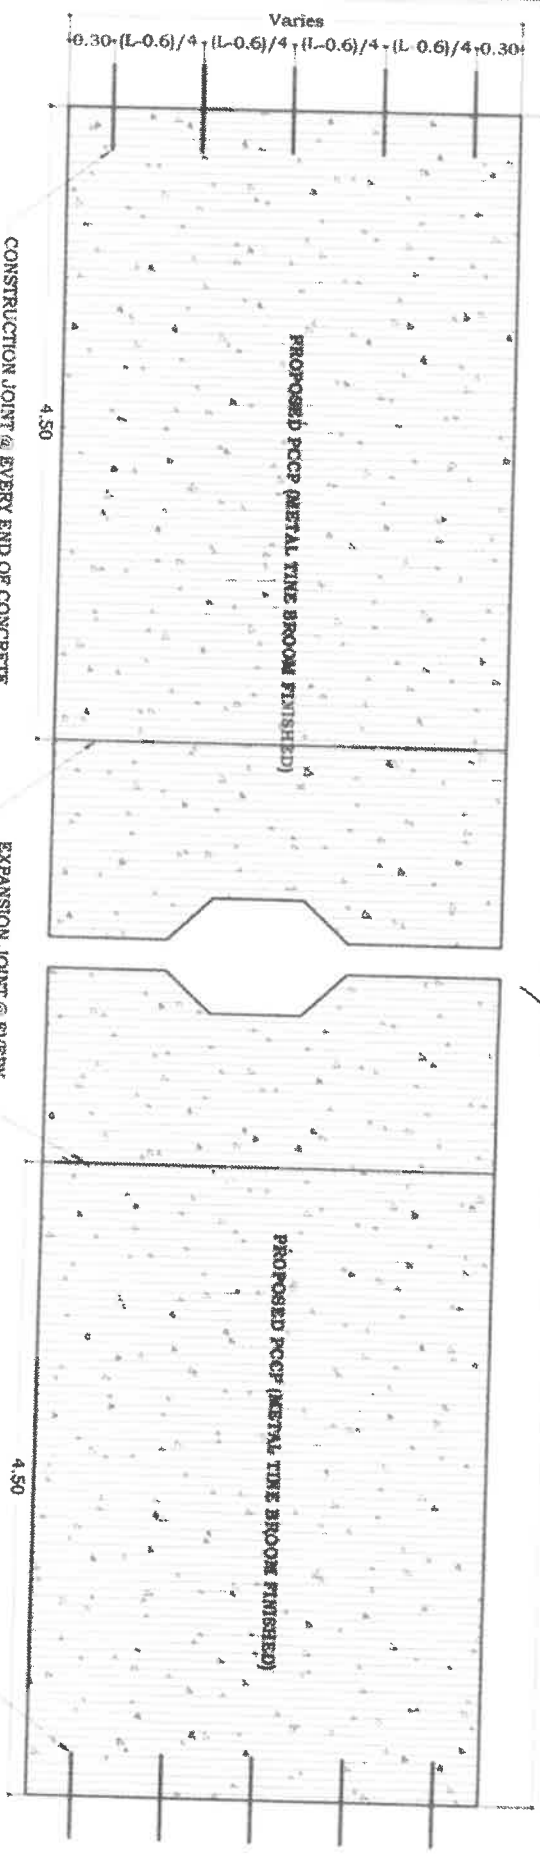 Varies
0.30 (L-0.6)/4 (L-0.6)/4 (L-0.6)/4 (L-0.6)/4 0.30
PROPOSED PCCP (METAL TINE BROOM FINISHED)
4.50
CONSTRUCTION JOINT @ EVERY END OF CONCRETE
EXPANSION JOINT @ EVERY
PROPOSED PCCP (METAL TINE BROOM FINISHED)
4.50